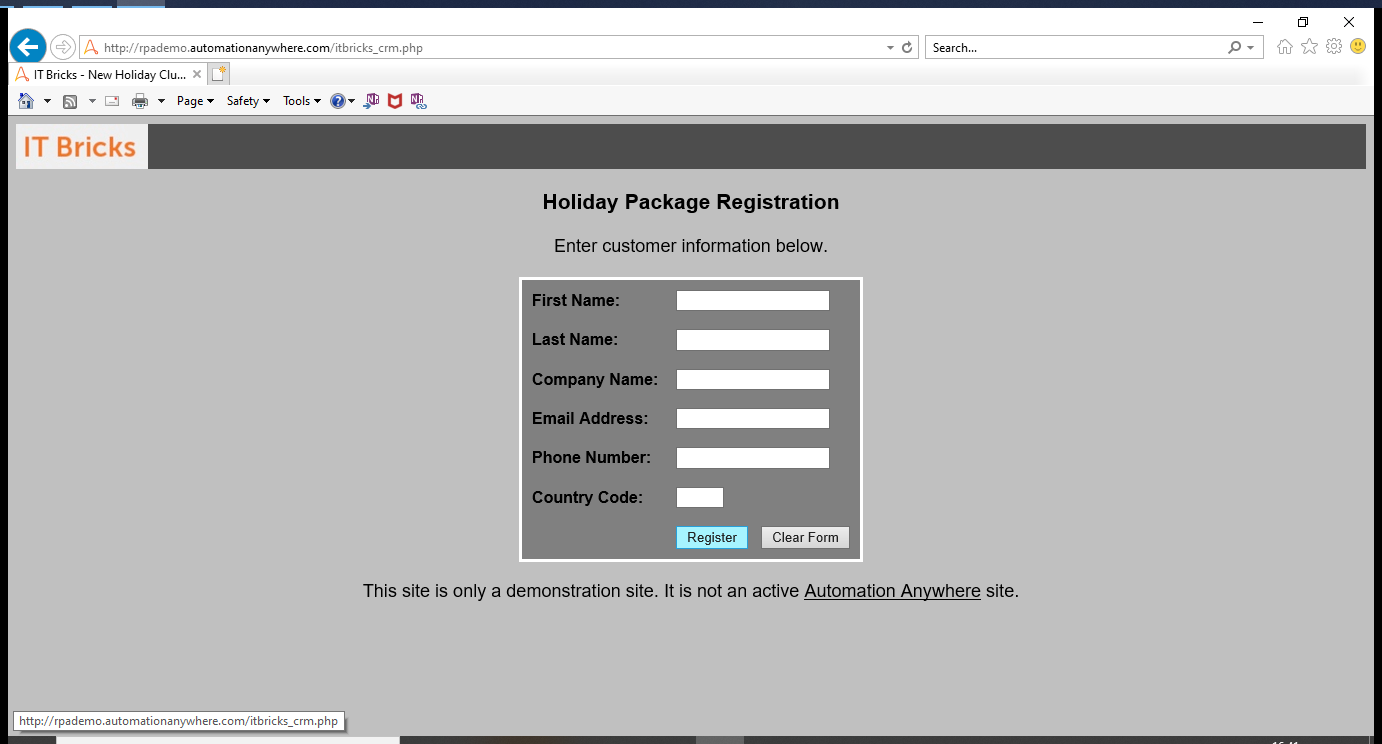 http://rpademo.automationanywhere.com/itbricks_crm.php
Search...
IT Bricks - New Holiday Clu...
Page
Safety
Tools
IT Bricks
Holiday Package Registration
Enter customer information below.
First Name:
Last Name:
Company Name:
Email Address:
Phone Number:
Country Code:
Register Clear Form
This site is only a demonstration site. It is not an active Automation Anywhere site.
http://rpademo.automationanywhere.com/itbricks_crm.php